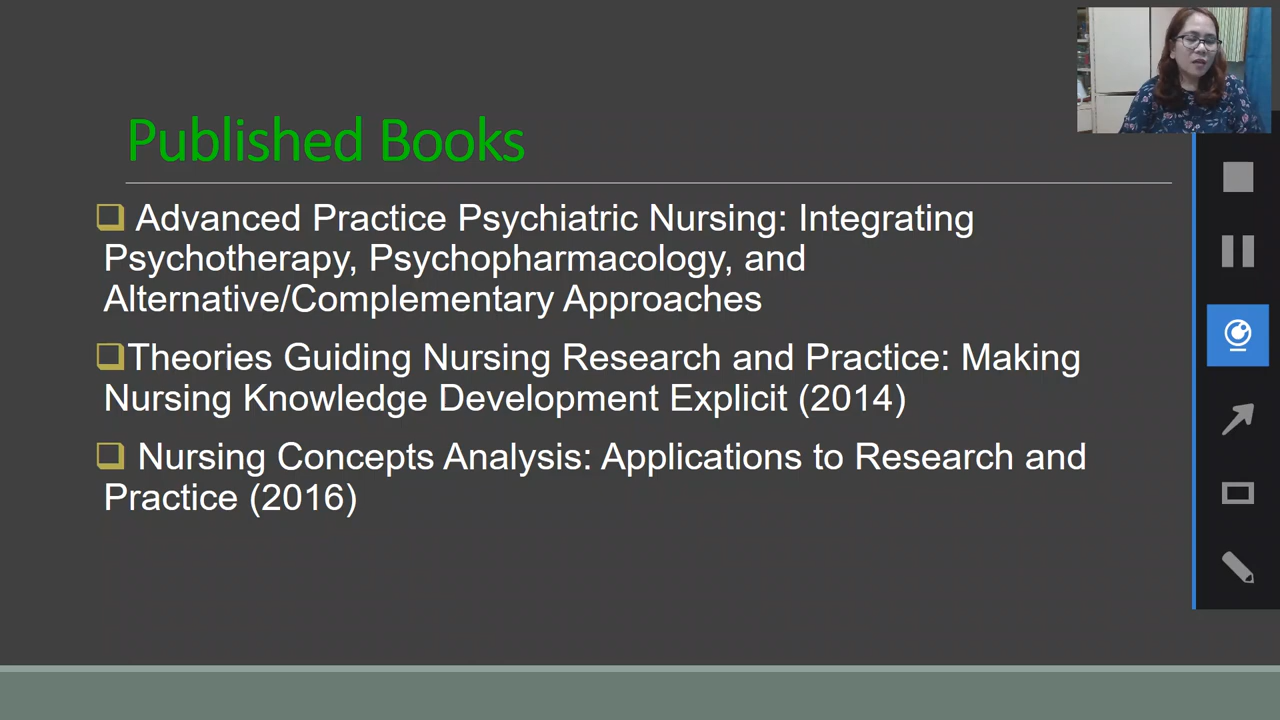 Published Books
Advanced Practice Psychiatric Nursing: Integrating
Psychotherapy, Psychopharmacology, and
Alternative/Complementary Approaches
Theories Guiding Nursing Research and Practice: Making
Nursing Knowledge Development Explicit (2014)
Nursing Concepts Analysis: Applications to Research and
Practice (2016)